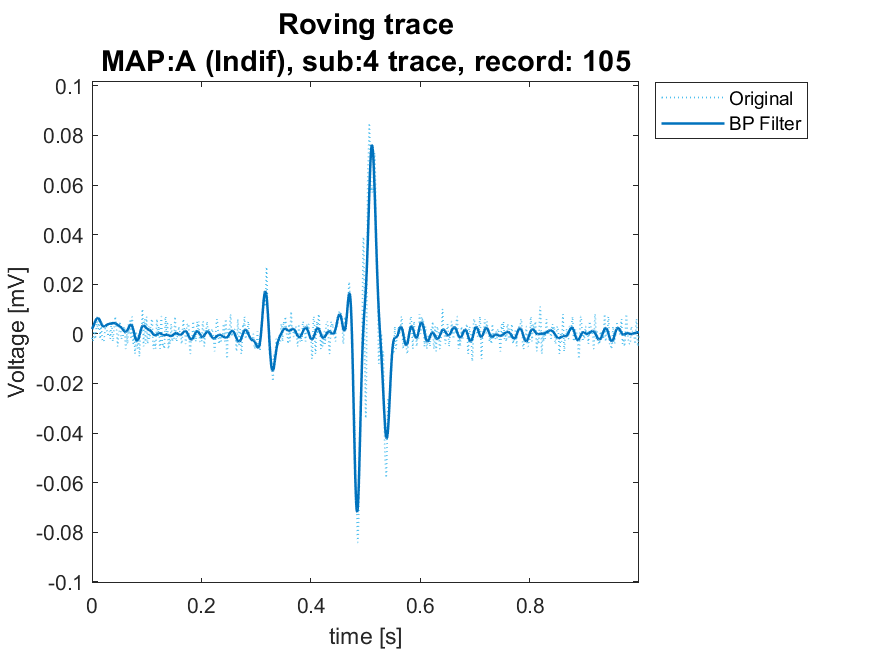 Roving trace
MAP:A (Indif), sub:4 trace, record: 105
Original
BP Filter
0.1
0.08
0.06
0.04
0.02
0
-0.02
-0.04
-0.06
-0.08
-0.1
Voltage [mV]
0
0.2
0.4
0.6
0.8
time [s]